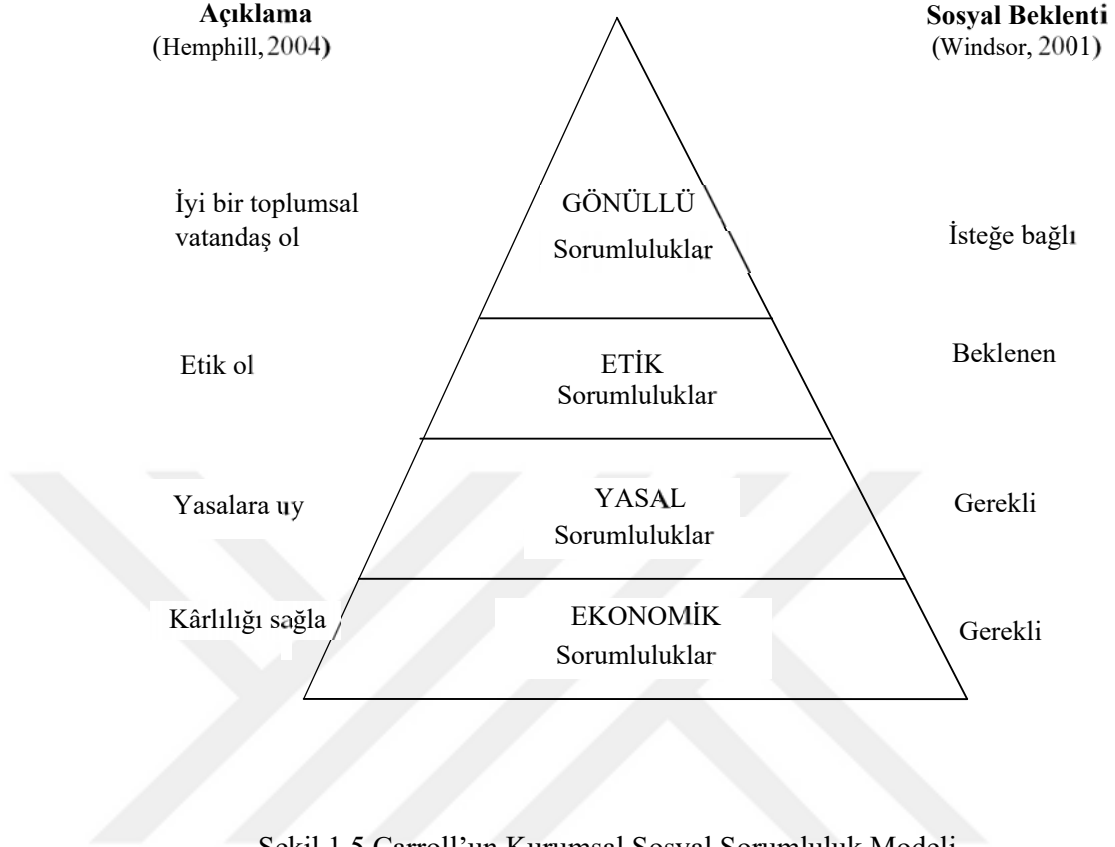 Açıklama
(Hemphill, 2004)
Sosyal Beklenti
(Windsor, 2001)
İyi bir toplumsal
vatandaş ol
GÖNÜLLÜ
Sorumluluklar
İsteğe bağlı
Etik ol
ETİK
Sorumluluklar
Beklenen
Yasalara uy
YASAL
Sorumluluklar
Gerekli
Kârlılığı sağla
EKONOMİK
Sorumluluklar
Gerekli
Şekil 1.5 Carroll’un Kurumsal Sosyal Sorumluluk Modeli